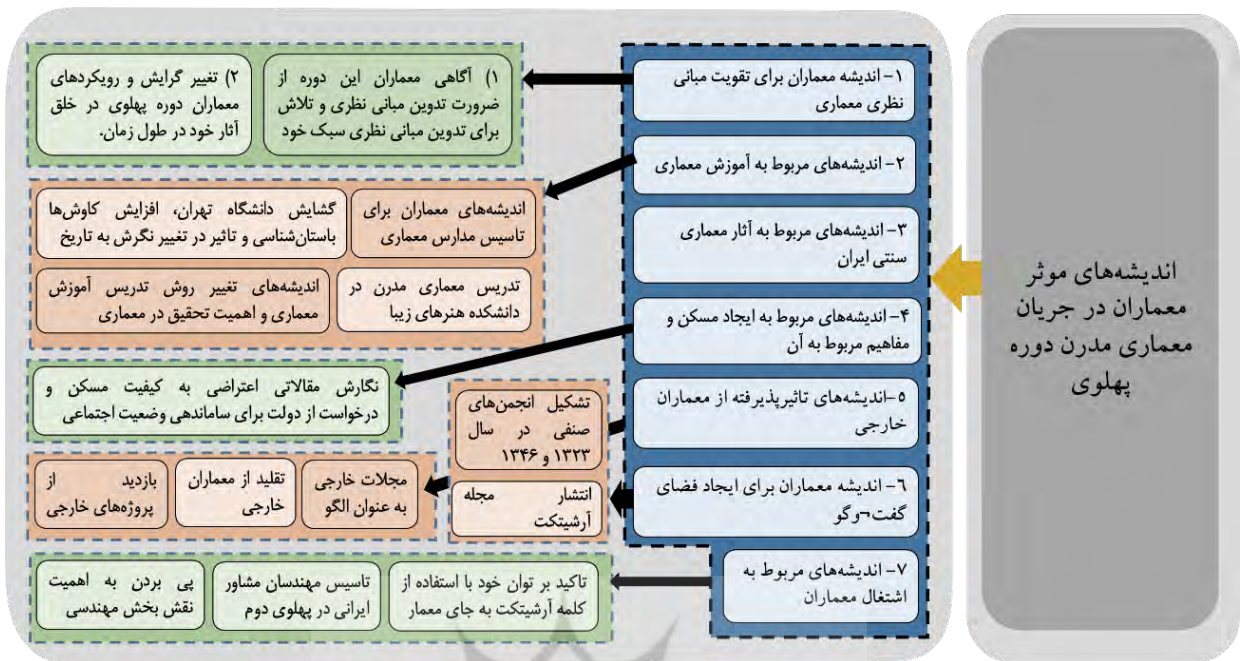 اندیشه‌های موثر
معماران در جریان
معماری مدرن دوره
پهلوی
۱- اندیشه معماران برای تقویت مبانی
نظری معماری
۲- اندیشه‌های مربوط به آموزش معماری
۳- اندیشه‌های مربوط به آثار معماری
سنتی ایران
۴- اندیشه‌های مربوط به ایجاد مسکن و
مفاهیم مربوط به آن
۵-اندیشه‌های تاثیرپذیرفته از معماران
خارجی
۶- اندیشه معماران برای ایجاد فضای
گفت¬وگو
۷- اندیشه‌های مربوط به
اشتغال معماران
۱) آگاهی معماران این دوره از
ضرورت تدوین مبانی نظری و تلاش
برای تدوین مبانی نظری سبک خود
۲) تغییر گرایش و رویکردهای
معماران دوره پهلوی در خلق
آثار خود در طول زمان.
اندیشه‌های معماران برای
تاسیس مدارس معماری
گشایش دانشگاه تهران، افزایش کاوش‌ها
باستان‌شناسی و تاثیر در تغییر نگرش به تاریخ
تدریس معماری مدرن در
دانشکده هنرهای زیبا
اندیشه‌های تغییر روش تدریس آموزش
معماری و اهمیت تحقیق در معماری
نگارش مقالاتی اعتراضی به کیفیت مسکن و
درخواست از دولت برای ساماندهی وضعیت اجتماعی
تشکیل انجمن‌های
صنفی در سال
۱۳۲۳ و ۱۳۴۶
انتشار مجله
آرشیتکت
مجلات خارجی
به عنوان الگو
تقلید از معماران
خارجی
بازدید از
پروژه‌های خارجی
تاکید بر توان خود با استفاده از
کلمه آرشیتکت به جای معمار
تاسیس مهندسان مشاور
ایرانی در پهلوی دوم
پی بردن به اهمیت
نقش بخش مهندسی